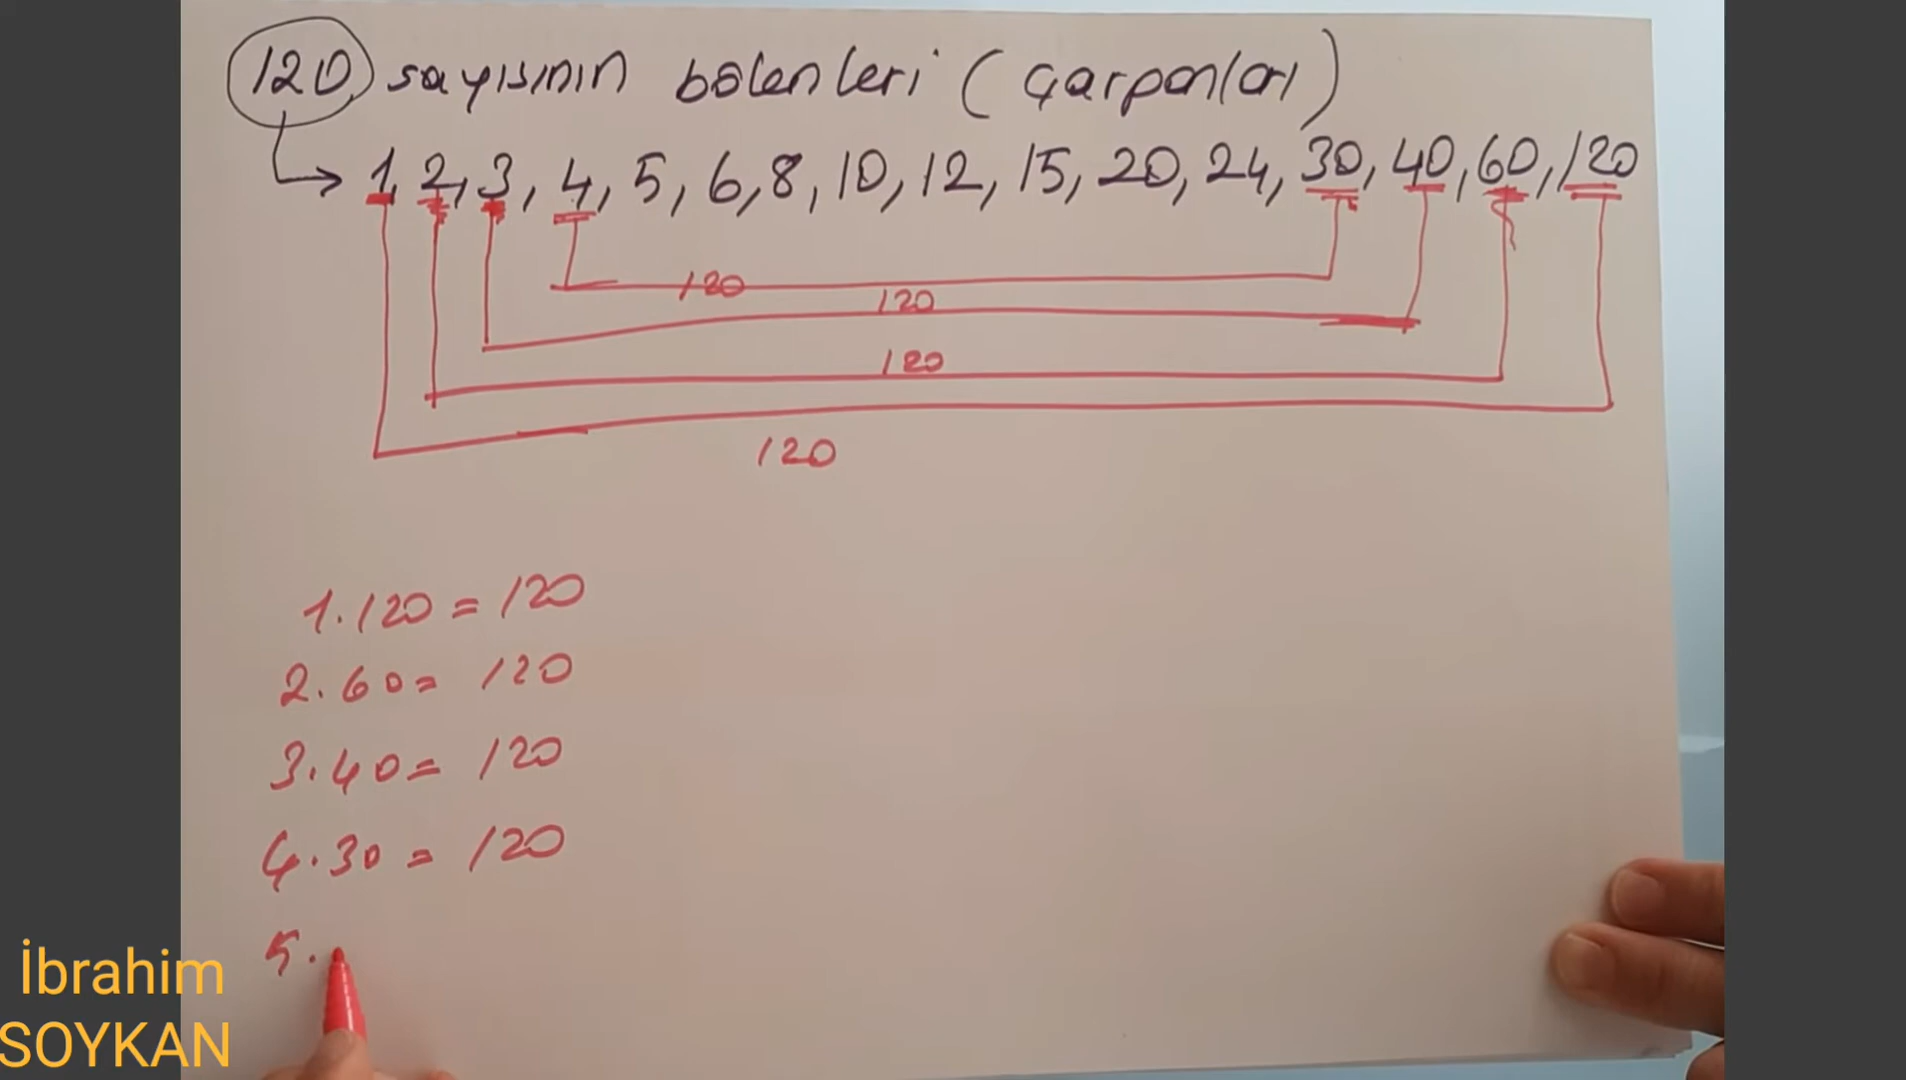 120 sayısının bölenleri (çarpanları)
1, 2, 3, 4, 5, 6, 8, 10, 12, 15, 20, 24, 30, 40, 60, 120
120
120
120
120
1.120 = 120
2.60 = 120
3.40 = 120
4.30 = 120
5.
İbrahim
SOYKAN